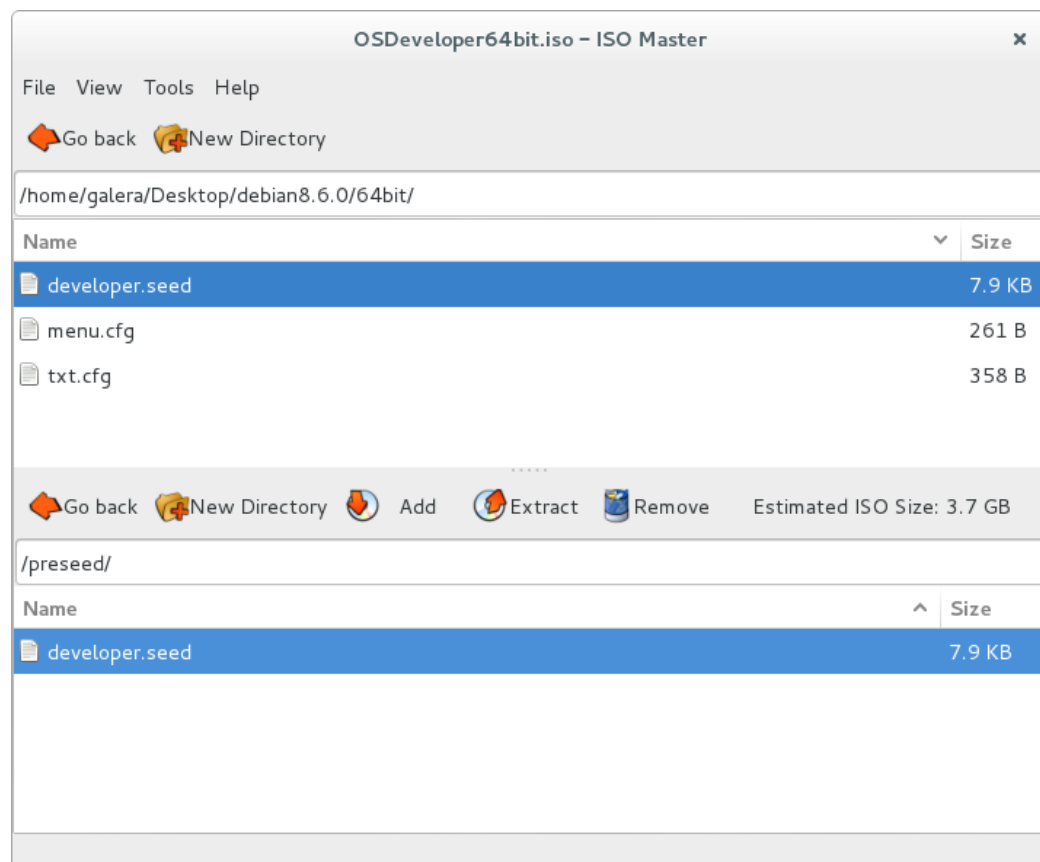 OSDeveloper64bit.iso – ISO Master
File View Tools Help
Go back New Directory
/home/galera/Desktop/debian8.6.0/64bit/
Name Size
developer.seed 7.9 KB
menu.cfg 261 B
txt.cfg 358 B
Go back New Directory Add Extract Remove Estimated ISO Size: 3.7 GB
/preseed/
Name Size
developer.seed 7.9 KB